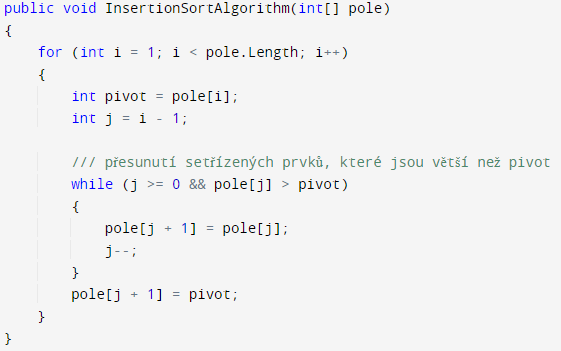 public void InsertionSortAlgorithm(int[] pole)
{
    for (int i = 1; i < pole.Length; i++)
    {
        int pivot = pole[i];
        int j = i - 1;

        /// přesunutí setřízených prvků, které jsou větší než pivot
        while (j >= 0 && pole[j] > pivot)
        {
            pole[j + 1] = pole[j];
            j--;
        }
        pole[j + 1] = pivot;
    }
}